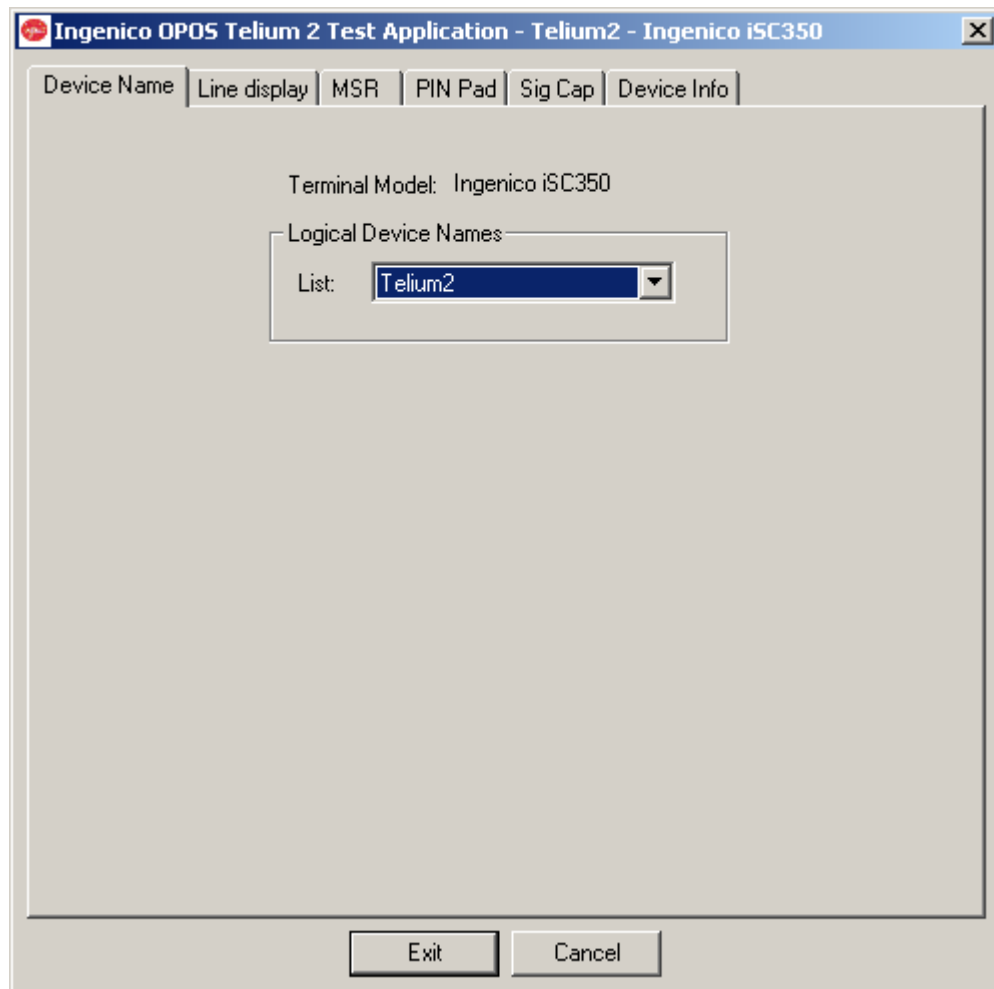 Ingenico OPOS Telium 2 Test Application - Telium2 - Ingenico iSC350
Device Name Line display MSR PIN Pad Sig Cap Device Info
Terminal Model: Ingenico iSC350
Logical Device Names
List: Telium2
Exit Cancel